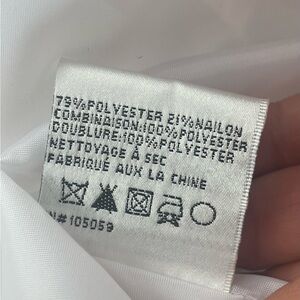 79%POLYESTER 21%NAILON
COMBINAISON:100%POLYESTER
DOUBLURE:100%POLYESTER
NETTOYAGE À SEC
FABRIQUÉ AUX LA CHINE
N#105059